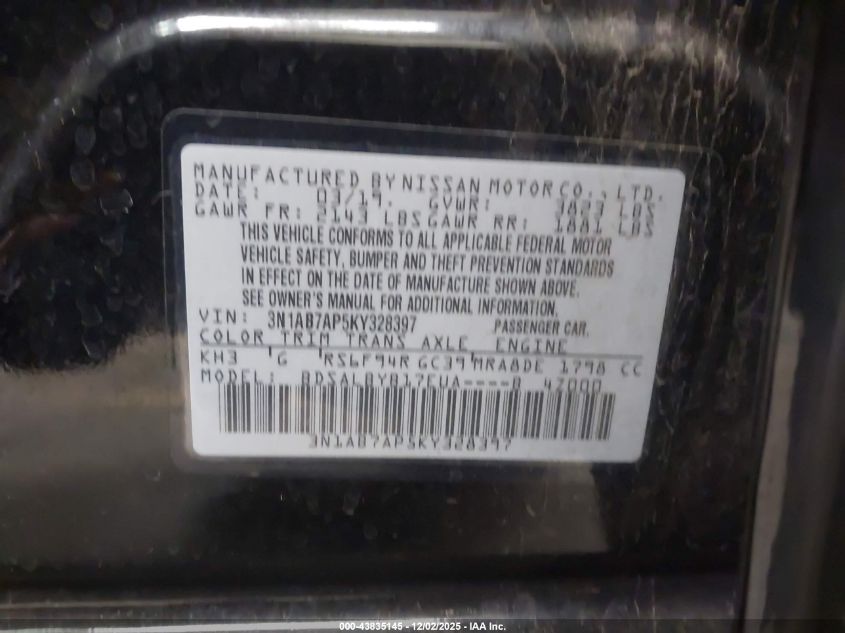 MANUFACTURED BY NISSAN MOTOR CO., LTD.
DATE: 03/19. GVWR: 3823 LBS
GAWR FR: 2143 LBS GAWR RR: 1881 LBS
THIS VEHICLE CONFORMS TO ALL APPLICABLE FEDERAL MOTOR
VEHICLE SAFETY, BUMPER AND THEFT PREVENTION STANDARDS
IN EFFECT ON THE DATE OF MANUFACTURE SHOWN ABOVE.
SEE OWNER'S MANUAL FOR ADDITIONAL INFORMATION.
VIN: 3N1AB7AP5KY328397 PASSENGER CAR.
COLOR TRIM TRANS AXLE ENGINE
KH3 G RS6F94R GC39 MRA8DE 1798 CC
MODEL: BDSALBYB17EUA----B 4Z000
3N1AB7AP5KY328397
000-43835145 - 12/02/2025 - IAA Inc.